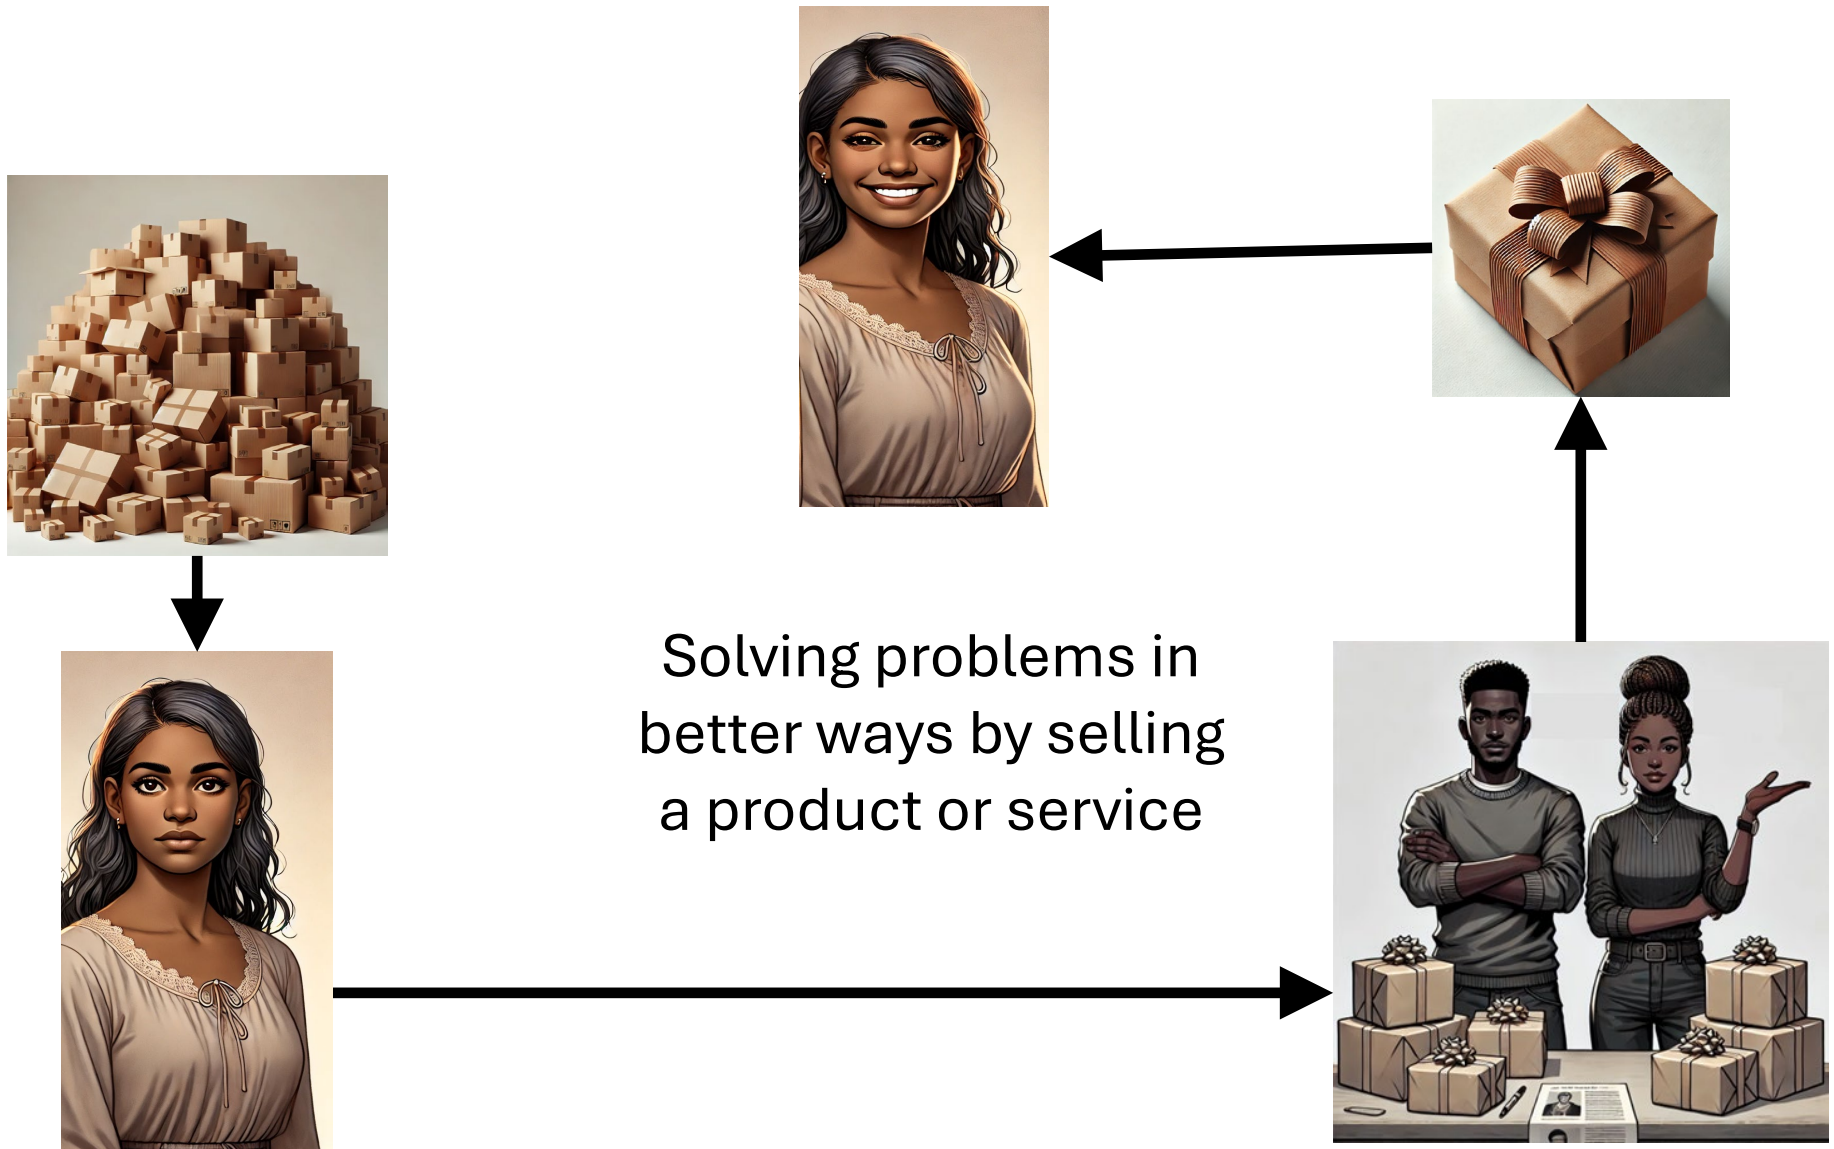 Solving problems in
better ways by selling
a product or service